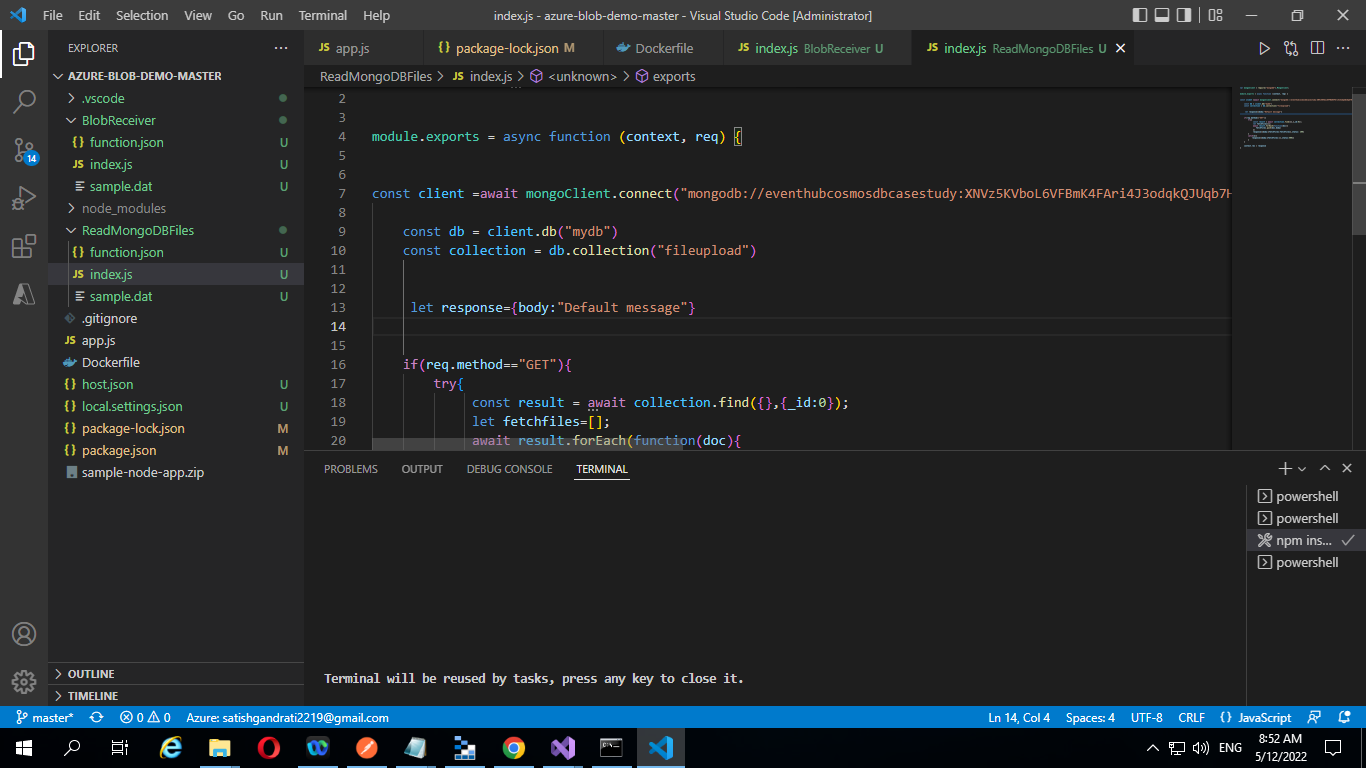 File Edit Selection View Go Run Terminal Help
index.js - azure-blob-demo-master - Visual Studio Code [Administrator]
EXPLORER
AZURE-BLOB-DEMO-MASTER
.vscode
BlobReceiver
function.json U
index.js U
sample.dat U
node_modules
ReadMongoDBFiles
function.json U
index.js U
sample.dat U
.gitignore
app.js
Dockerfile
host.json U
local.settings.json U
package-lock.json M
package.json M
sample-node-app.zip
OUTLINE
TIMELINE
14
app.js
package-lock.json M
Dockerfile
index.js BlobReceiver U
index.js ReadMongoDBFiles U
ReadMongoDBFiles > index.js > <unknown> > exports
2
3
4 module.exports = async function (context, req) {
5
6
7 const client =await mongoClient.connect("mongodb://eventhubcosmosdbcasestudy:XNVz5KVboL6VFBmK4FAri4J3odqkQJUqb7H
8
9 const db = client.db("mydb")
10 const collection = db.collection("fileupload")
11
12
13 let response={body:"Default message"}
14
15
16 if(req.method=="GET"){
17 try{
18 const result = await collection.find({},{_id:0});
19 let fetchfiles=[];
20 await result.forEach(function(doc){
PROBLEMS OUTPUT DEBUG CONSOLE TERMINAL
powershell
powershell
npm ins...
powershell
Terminal will be reused by tasks, press any key to close it.
master* 0 0 Azure: satishgandrati2219@gmail.com
Ln 14, Col 4 Spaces: 4 UTF-8 CRLF {} JavaScript
ENG
8:52 AM
5/12/2022